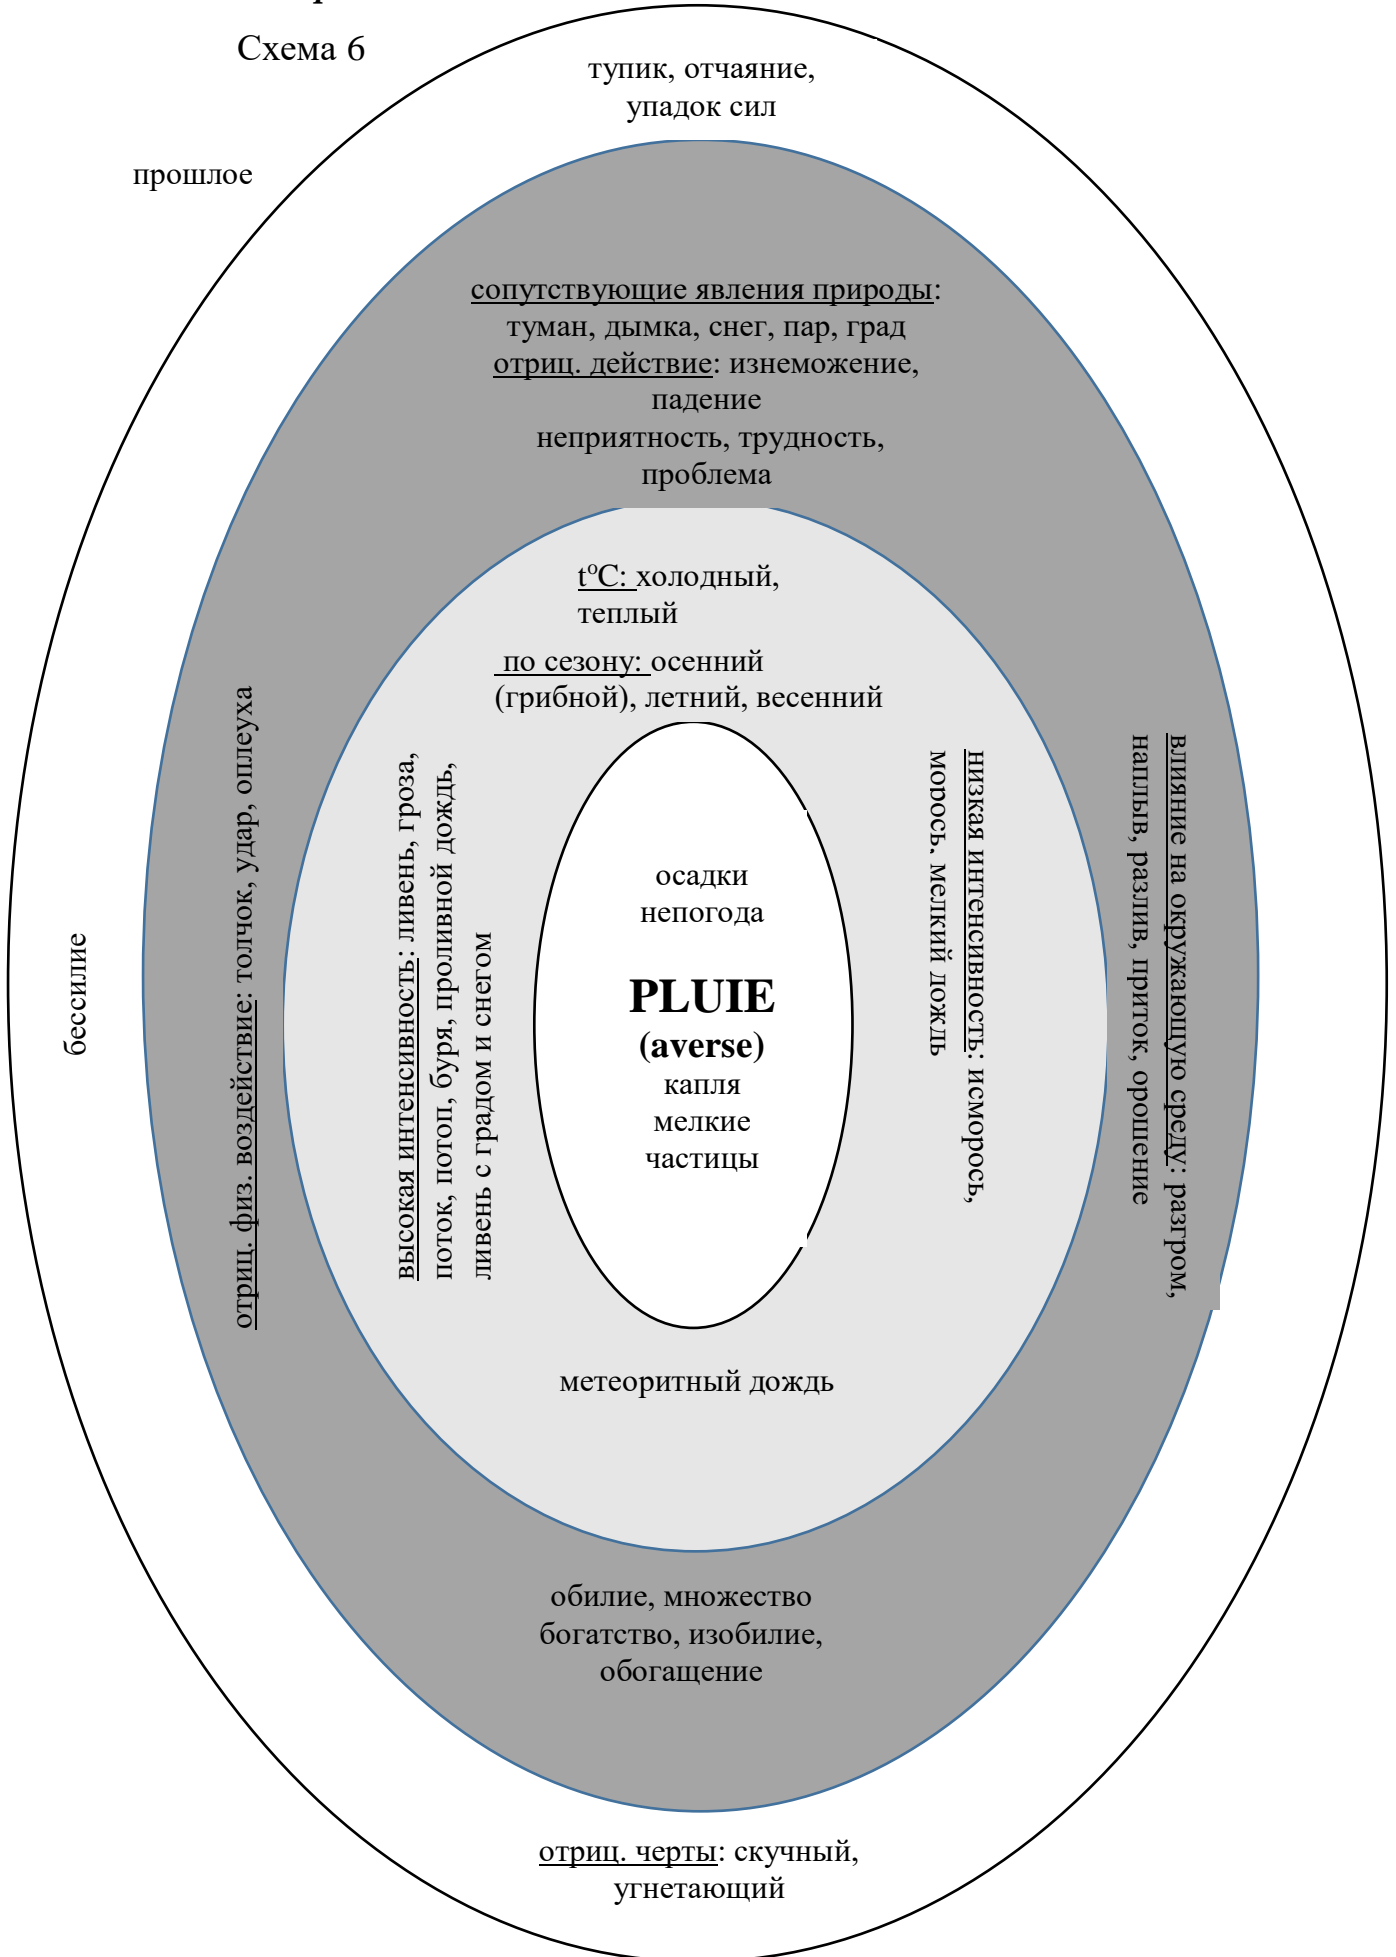 Схема 6
тупик, отчаяние,
упадок сил
прошлое
сопутствующие явления природы:
туман, дымка, снег, пар, град
отриц. действие: изнеможение,
падение
неприятность, трудность,
проблема
t°C: холодный,
теплый
по сезону: осенний
(грибной), летний, весенний
бессилие
отриц. физ. воздействие: толчок, удар, оплеуха
высокая интенсивность: ливень, гроза,
поток, потоп, буря, проливной дождь,
ливень с градом и снегом
осадки
непогода
PLUIE
(averse)
капля
мелкие
частицы
низкая интенсивность: исморось,
морось, мелкий дождь
влияние на окружающую среду: разгром,
наплыв, разлив, приток, орошение
метеоритный дождь
обилие, множество
богатство, изобилие,
обогащение
отриц. черты: скучный,
угнетающий